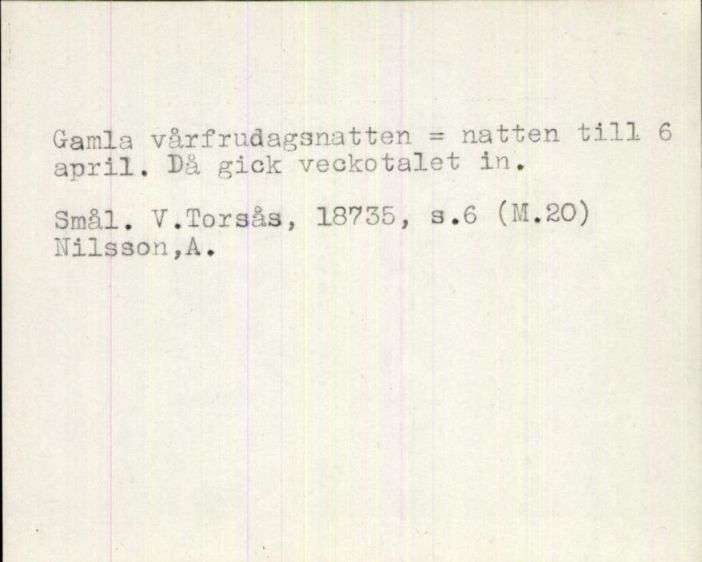 Gamla vårfrudagsnatten = natten till 6
april. Då gick veckotalet in.
Smål. V.Torsås, 18735, s.6 (M.20)
Nilsson,A.